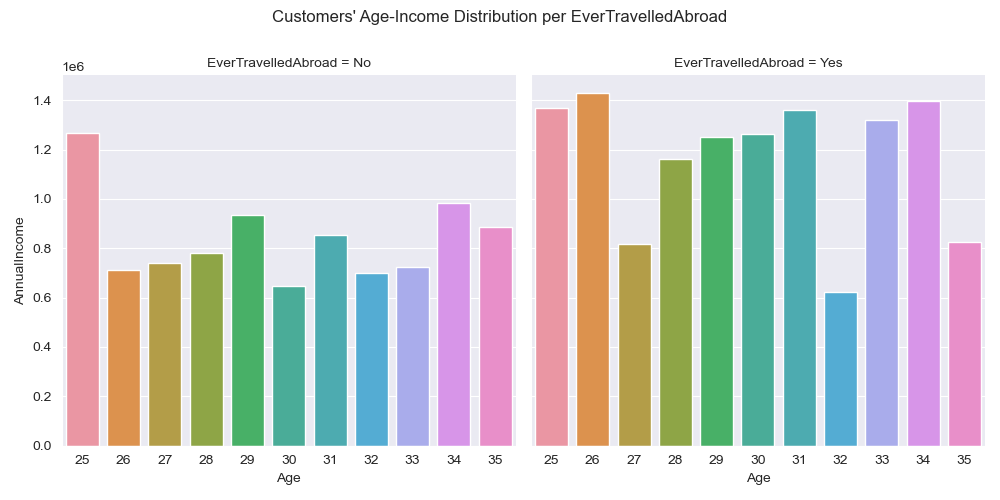 Customers' Age-Income Distribution per EverTravelledAbroad
1e6
EverTravelledAbroad = No
EverTravelledAbroad = Yes
1.4
1.2
1.0
0.8
0.6
0.4
0.2
0.0
AnnualIncome
25 26 27 28 29 30 31 32 33 34 35
25 26 27 28 29 30 31 32 33 34 35
Age
Age